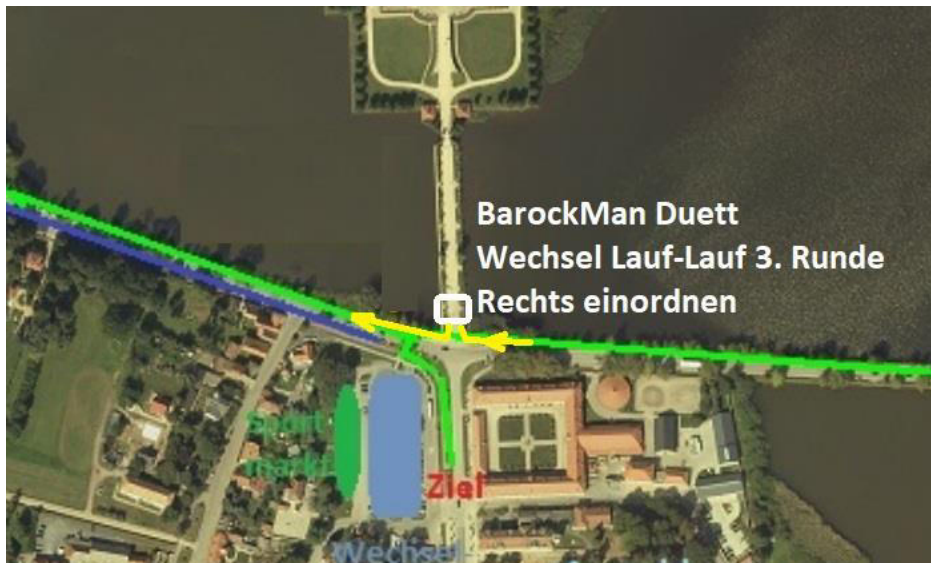 BarockMan Duett
Wechsel Lauf-Lauf 3. Runde
Rechts einordnen
Sport
markt
Ziel
Wechsel-